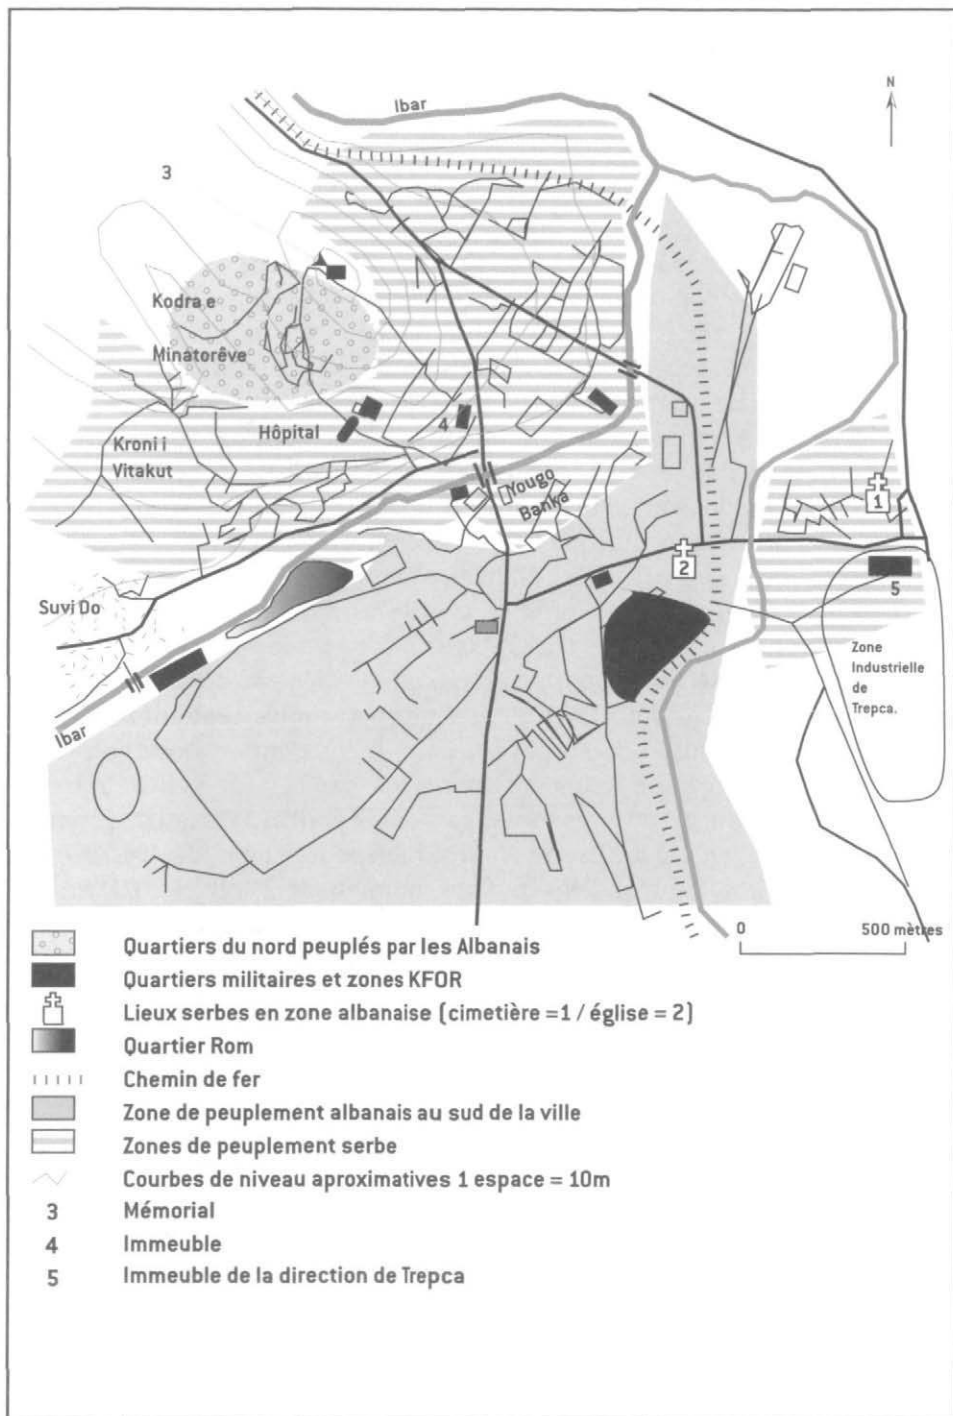 Ibar
N
3
Kodra e
Minatorêve
Kroni i
Vitakut
Hôpital
4
Yougo
Banka
1
2
5
Suvi Do
Ibar
Zone
Industrielle
de
Trepca.
0 500 mètres
Quartiers du nord peuplés par les Albanais
Quartiers militaires et zones KFOR
Lieux serbes en zone albanaise (cimetière =1 / église = 2)
Quartier Rom
Chemin de fer
Zone de peuplement albanais au sud de la ville
Zones de peuplement serbe
Courbes de niveau aproximatives 1 espace = 10m
3 Mémorial
4 Immeuble
5 Immeuble de la direction de Trepca